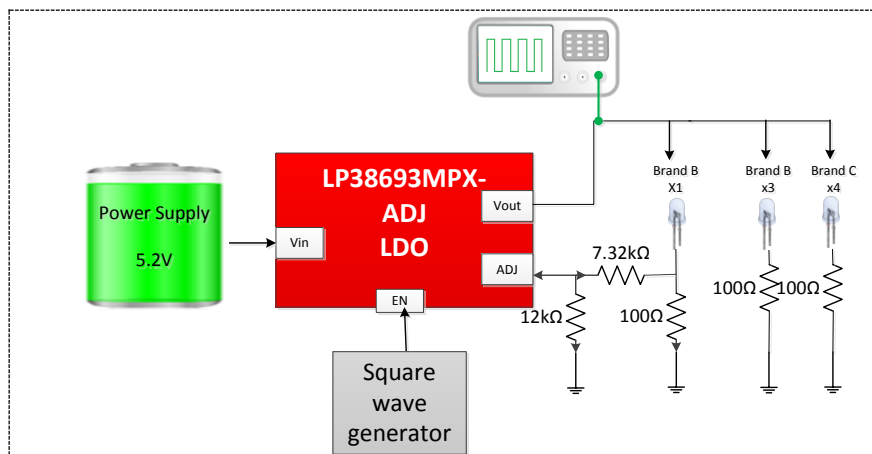 Power Supply
5.2V
LP38693MPX-
ADJ
LDO
Vin
Vout
ADJ
EN
Square
wave
generator
Brand B
X1
Brand B
x3
Brand C
x4
7.32kΩ
12kΩ
100Ω
100Ω
100Ω